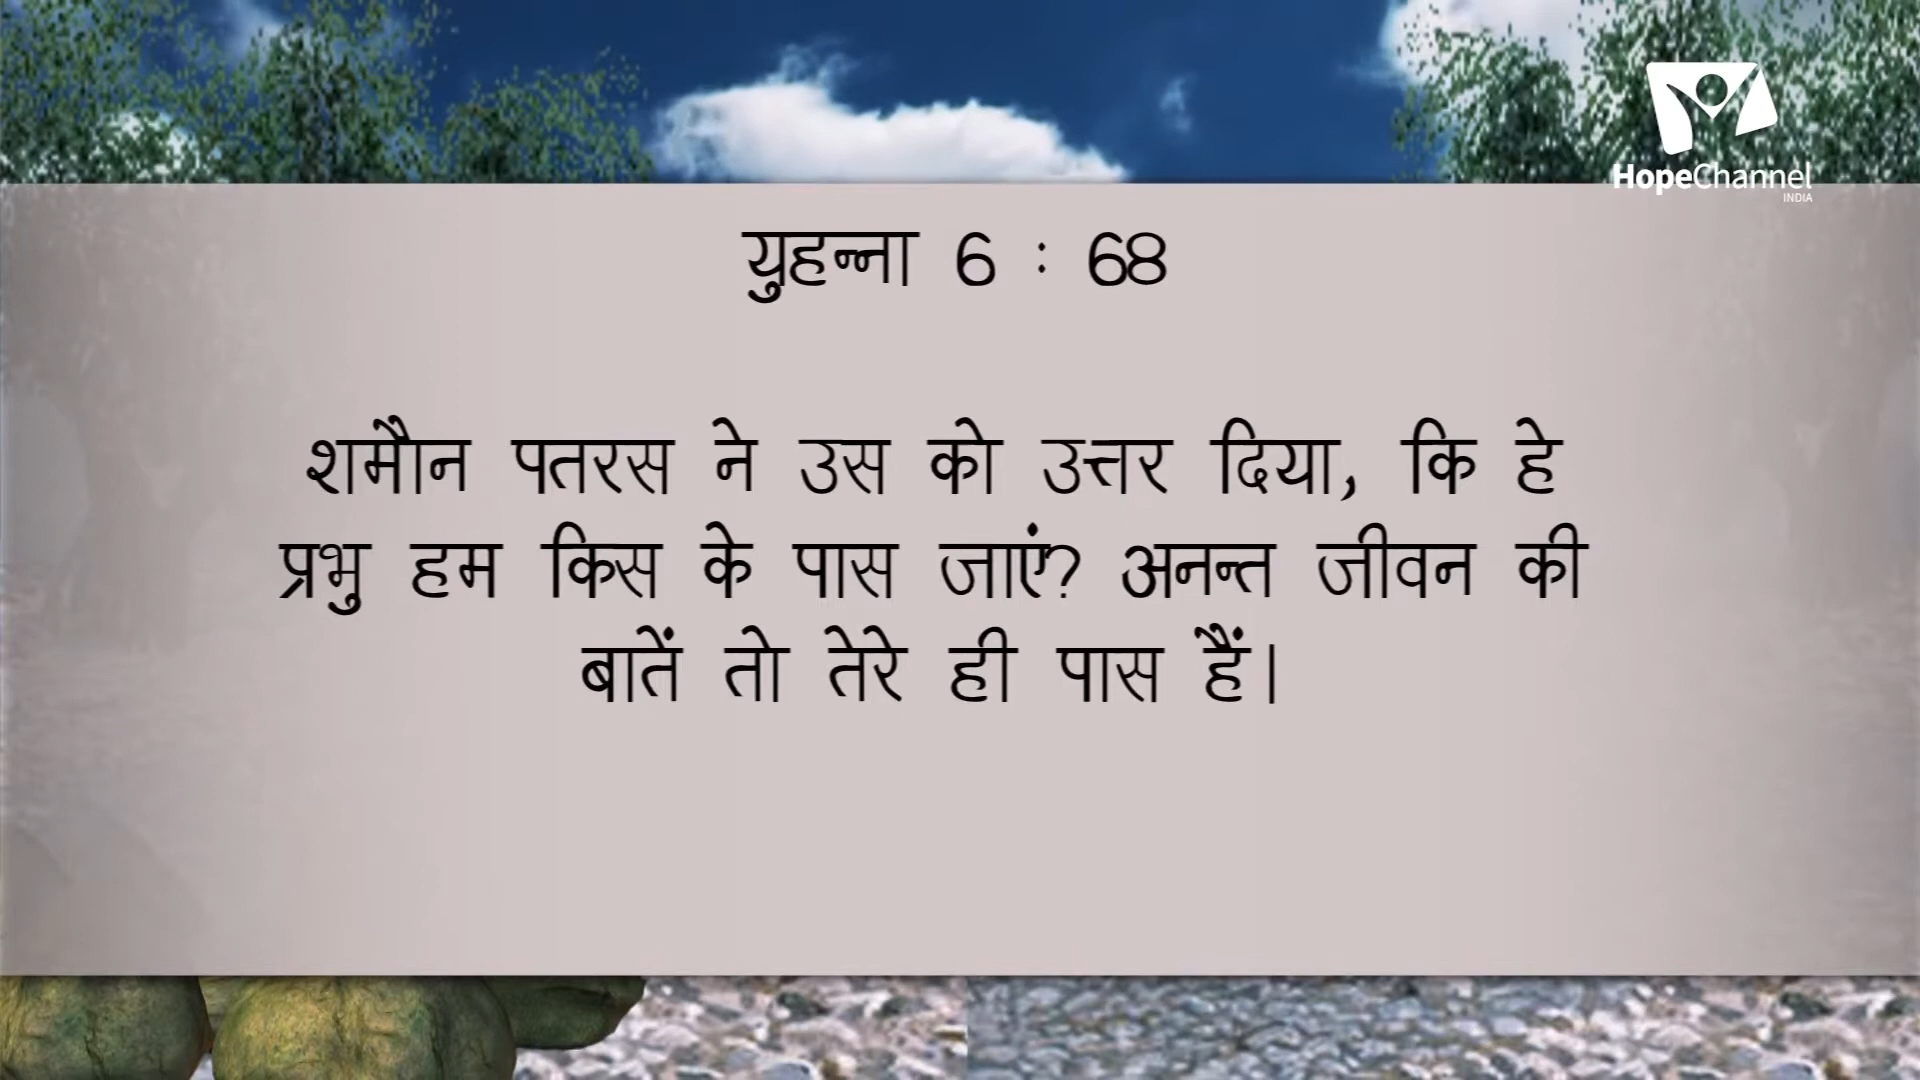 HopeChannel
INDIA
युहन्ना 6 : 68
शमौन पतरस ने उस को उत्तर दिया, कि हे
प्रभु हम किस के पास जाएं? अनन्त जीवन की
बातें तो तेरे ही पास हैं।